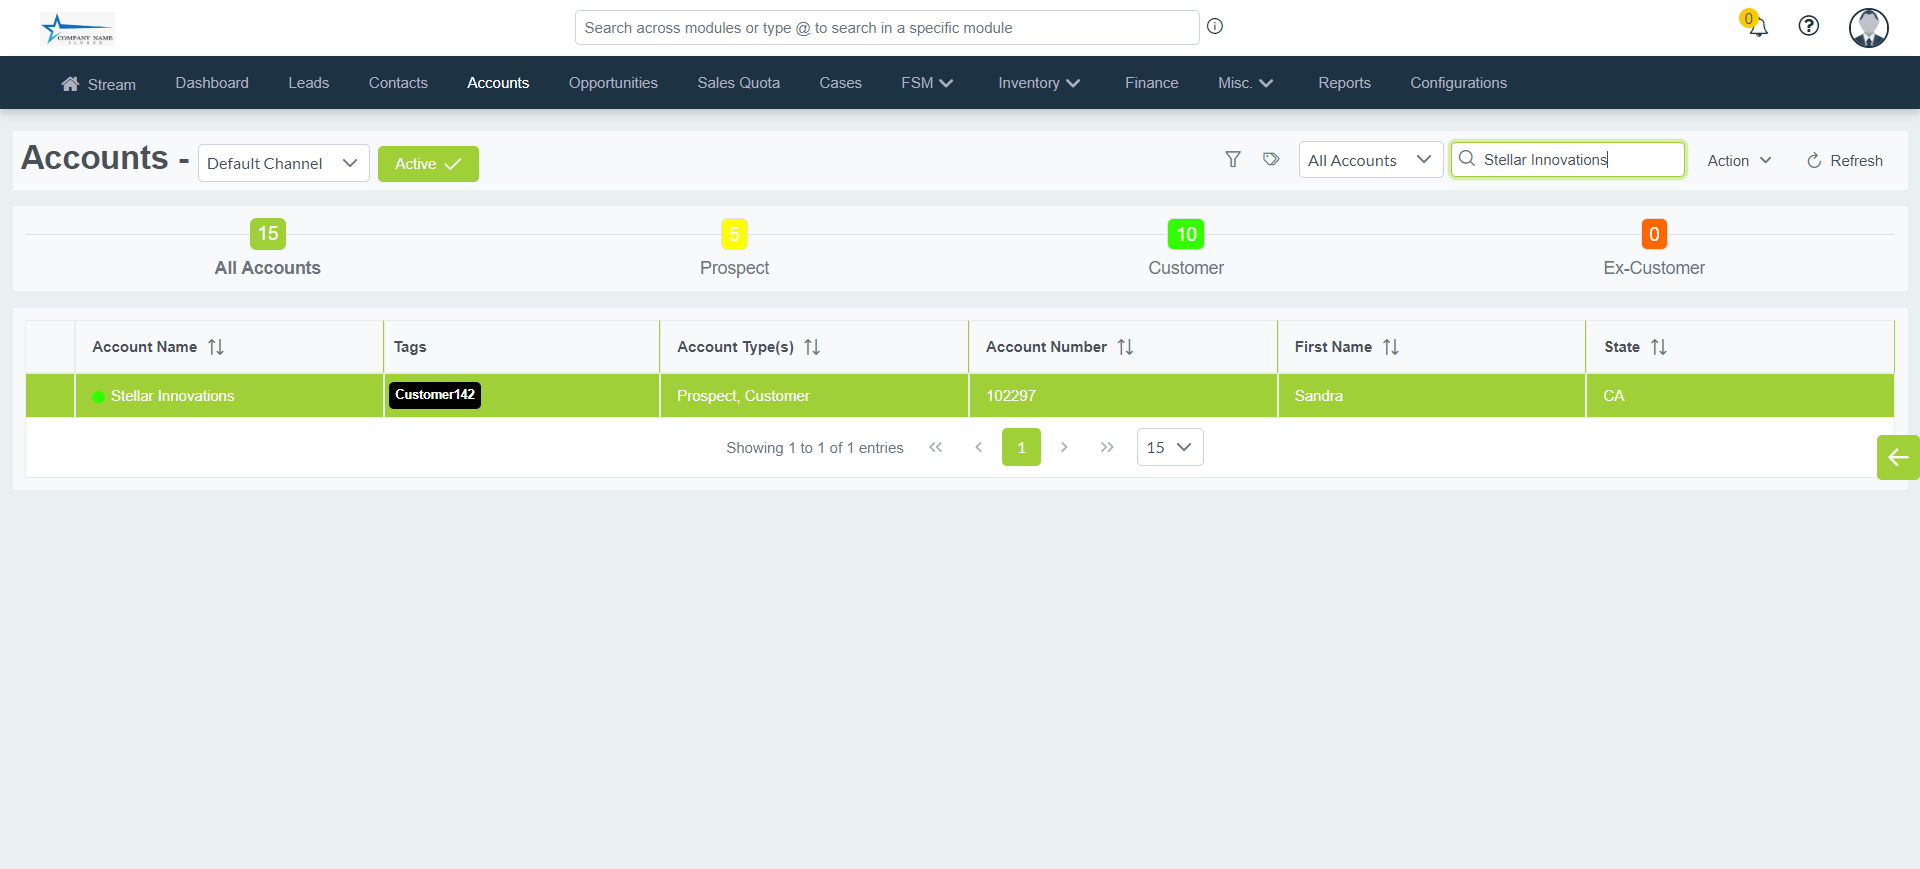 COMPANY NAME
Search across modules or type @ to search in a specific module
0
Stream
Dashboard
Leads
Contacts
Accounts
Opportunities
Sales Quota
Cases
FSM
Inventory
Finance
Misc.
Reports
Configurations
Accounts -
Default Channel
Active
All Accounts
Stellar Innovations
Action
Refresh
15
All Accounts
5
Prospect
10
Customer
0
Ex-Customer
Account Name
Tags
Account Type(s)
Account Number
First Name
State
Stellar Innovations
Customer142
Prospect, Customer
102297
Sandra
CA
Showing 1 to 1 of 1 entries
1
15